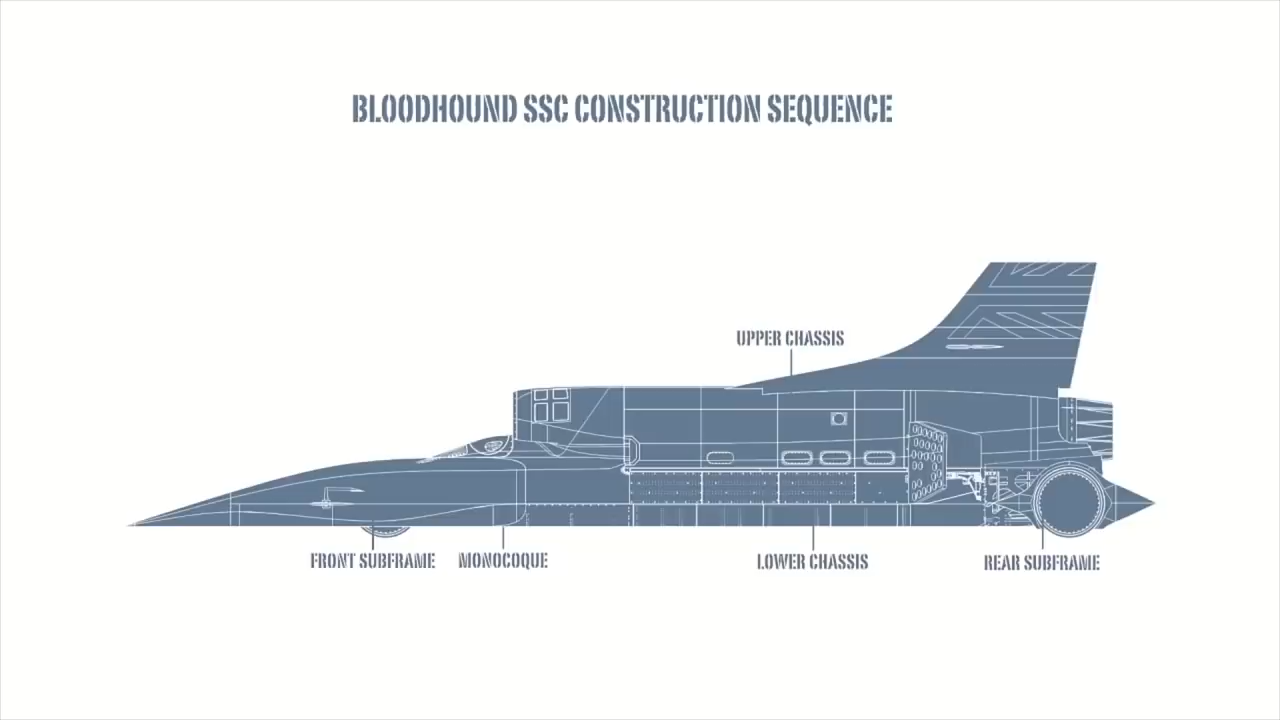 BLOODHOUND SSC CONSTRUCTION SEQUENCE
UPPER CHASSIS
FRONT SUBFRAME
MONOCOQUE
LOWER CHASSIS
REAR SUBFRAME